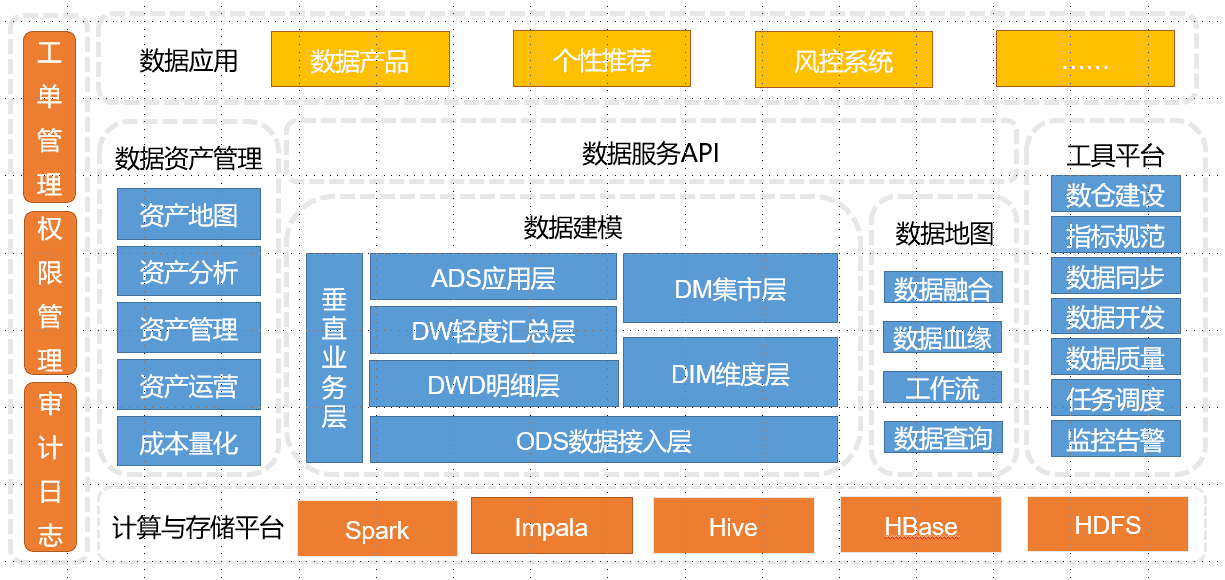 工单管理
权限管理
审计日志
数据应用
数据产品
个性推荐
风控系统
......
数据资产管理
资产地图
资产分析
资产管理
资产运营
成本量化
数据服务API
数据建模
垂直业务层
ADS应用层
DW轻度汇总层
DWD明细层
DM集市层
DIM维度层
ODS数据接入层
数据地图
数据融合
数据血缘
工作流
数据查询
工具平台
数仓建设
指标规范
数据同步
数据开发
数据质量
任务调度
监控告警
计算与存储平台
Spark
Impala
Hive
HBase
HDFS